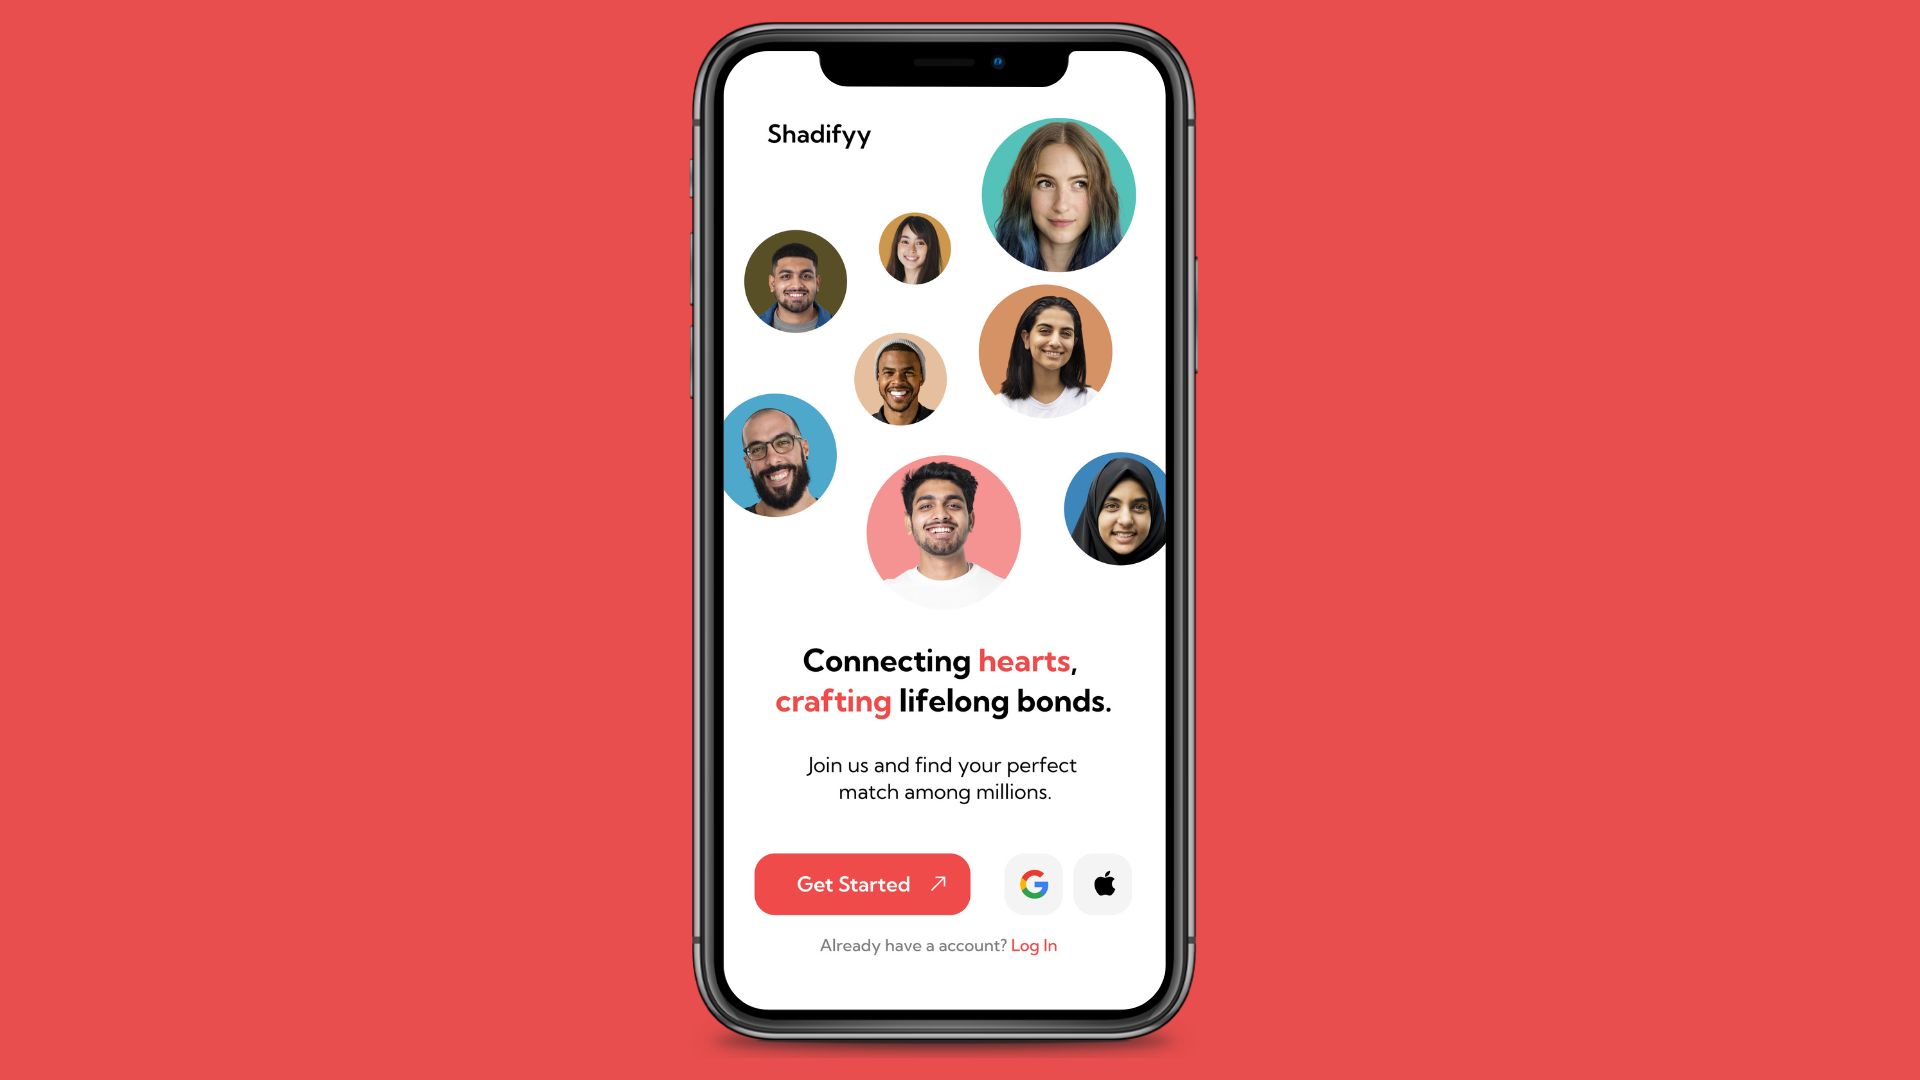 Shadifyy
Connecting hearts,
crafting lifelong bonds.
Join us and find your perfect
match among millions.
Get Started
Already have a account? Log In